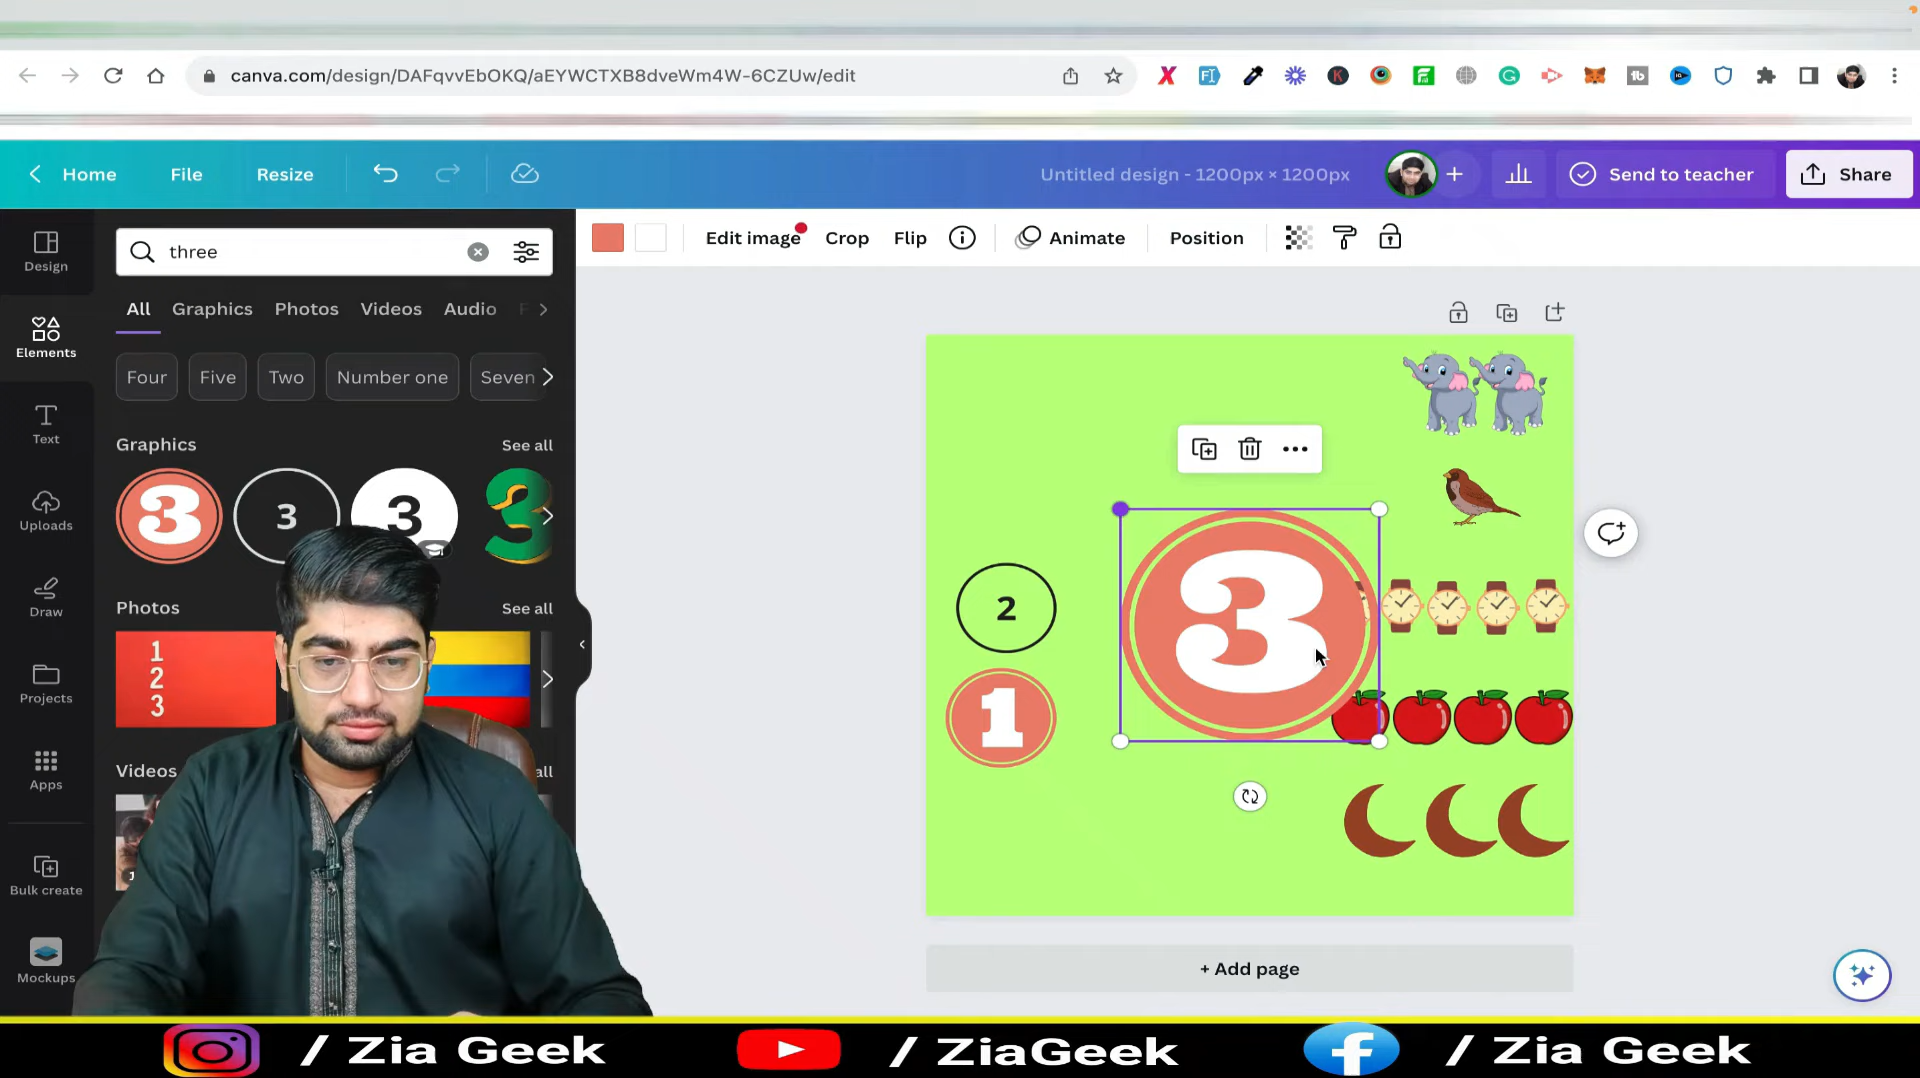 canva.com/design/DAFqvvEbOKQ/aEYWCTXB8dveWm4W-6CZUw/edit
Home File Resize Untitled design - 1200px × 1200px Send to teacher Share
Design
Elements
Text
Uploads
Draw
Projects
Apps
Bulk create
Mockups
three
All Graphics Photos Videos Audio
Four Five Two Number one Seven
Graphics See all
3 3 3 3
Photos See all
1
2
3
Videos all
Edit image Crop Flip Animate Position
2
3
1
+ Add page
/ Zia Geek / ZiaGeek / Zia Geek